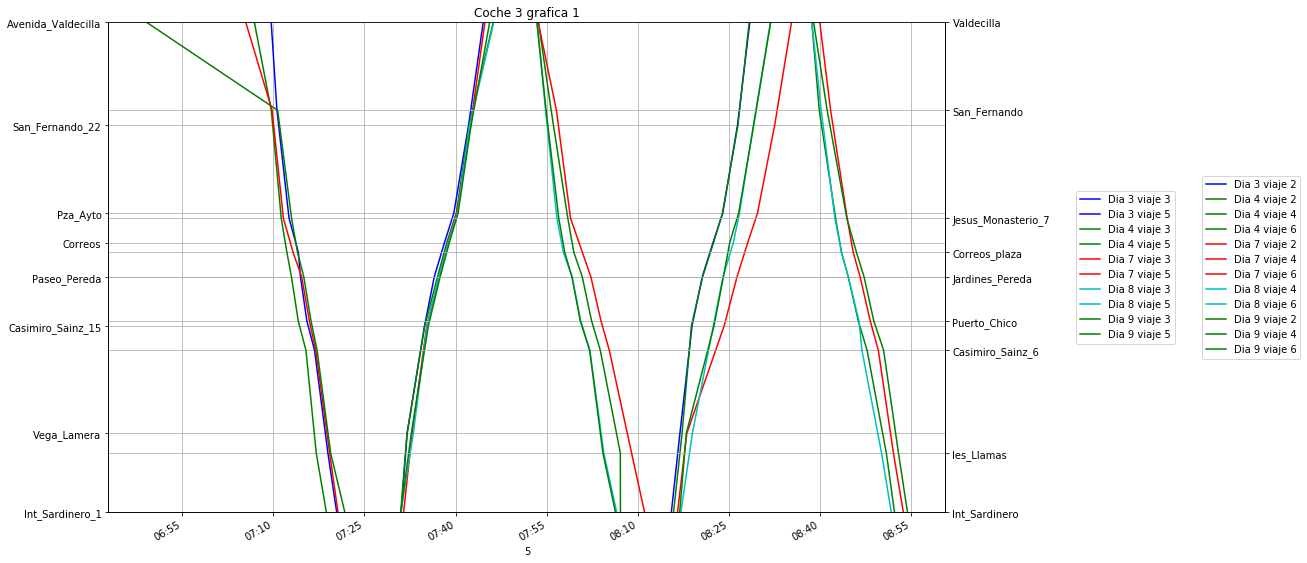 Coche 3 grafica 1
Avenida_Valdecilla
San_Fernando_22
Pza_Ayto
Correos
Paseo_Pereda
Casimiro_Sainz_15
Vega_Lamera
Int_Sardinero_1
Valdecilla
San_Fernando
Jesus_Monasterio_7
Correos_plaza
Jardines_Pereda
Puerto_Chico
Casimiro_Sainz_6
Ies_Llamas
Int_Sardinero
06:55
07:10
07:25
07:40
07:55
08:10
08:25
08:40
08:55
5
Dia 3 viaje 3
Dia 3 viaje 5
Dia 4 viaje 3
Dia 4 viaje 5
Dia 7 viaje 3
Dia 7 viaje 5
Dia 8 viaje 3
Dia 8 viaje 5
Dia 9 viaje 3
Dia 9 viaje 5
Dia 3 viaje 2
Dia 4 viaje 2
Dia 4 viaje 4
Dia 4 viaje 6
Dia 7 viaje 2
Dia 7 viaje 4
Dia 7 viaje 6
Dia 8 viaje 4
Dia 8 viaje 6
Dia 9 viaje 2
Dia 9 viaje 4
Dia 9 viaje 6